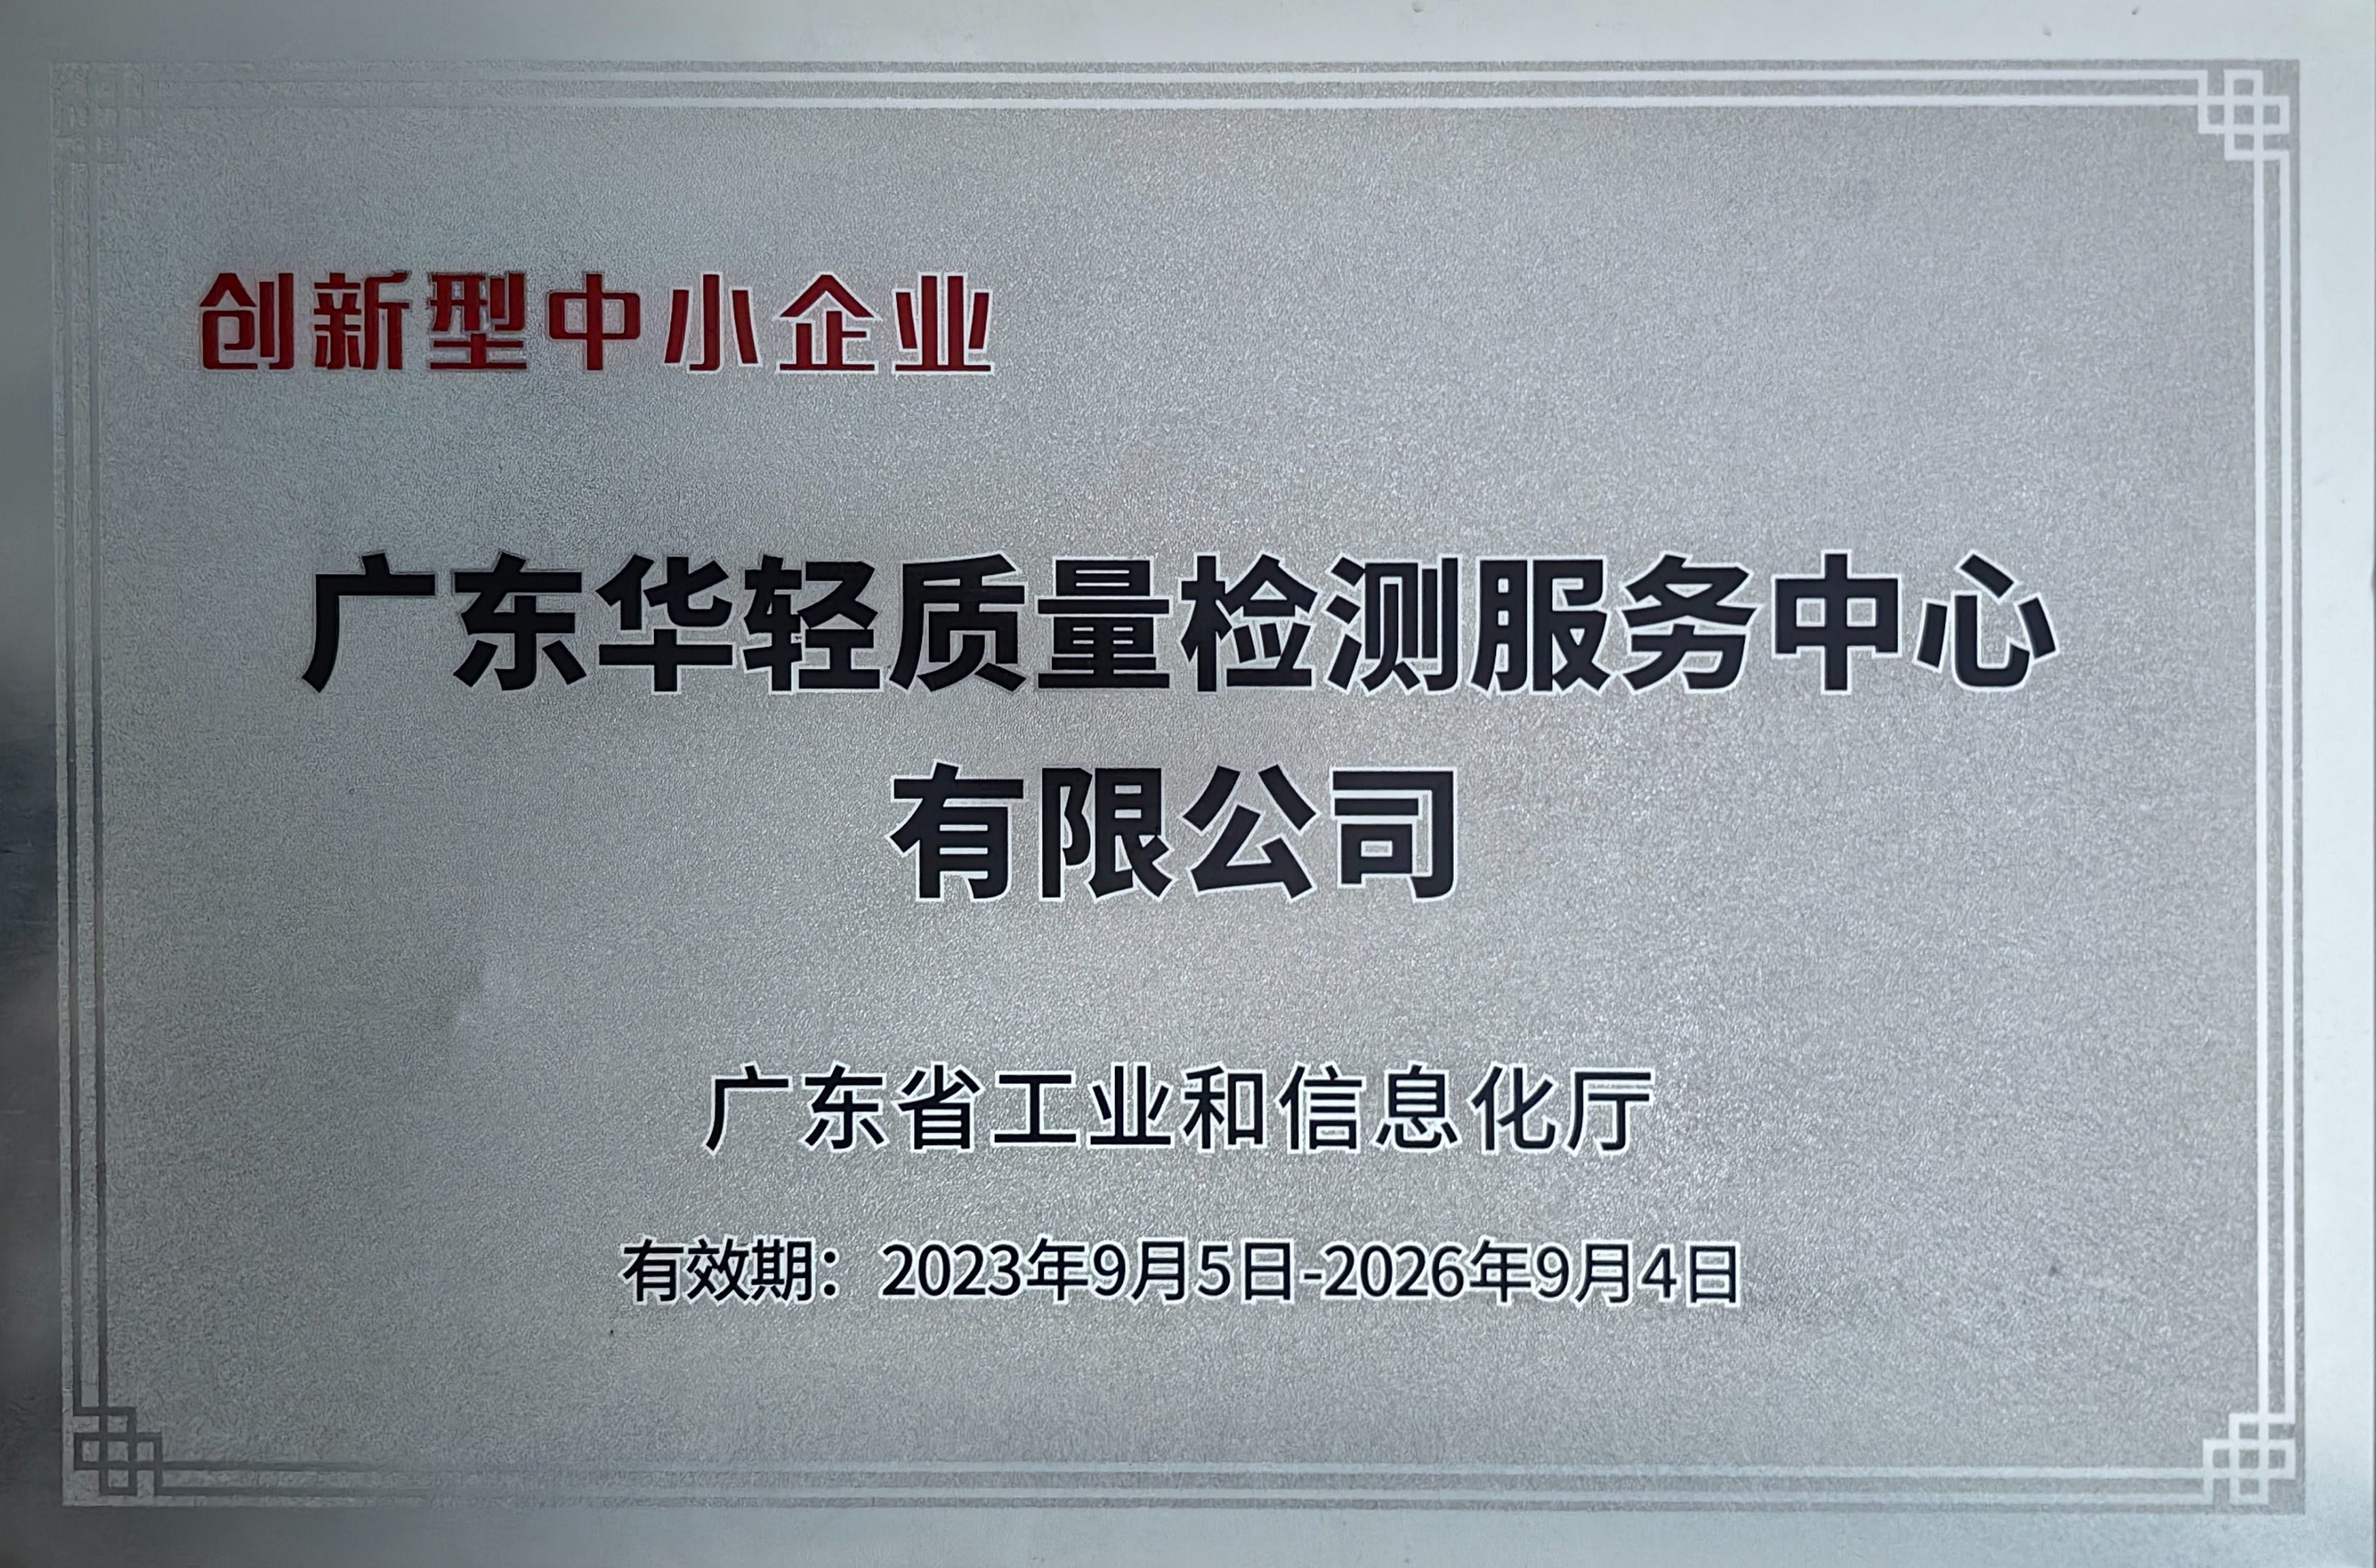 创新型中小企业
广东华轻质量检测服务中心
有限公司
广东省工业和信息化厅
有效期：2023年9月5日-2026年9月4日